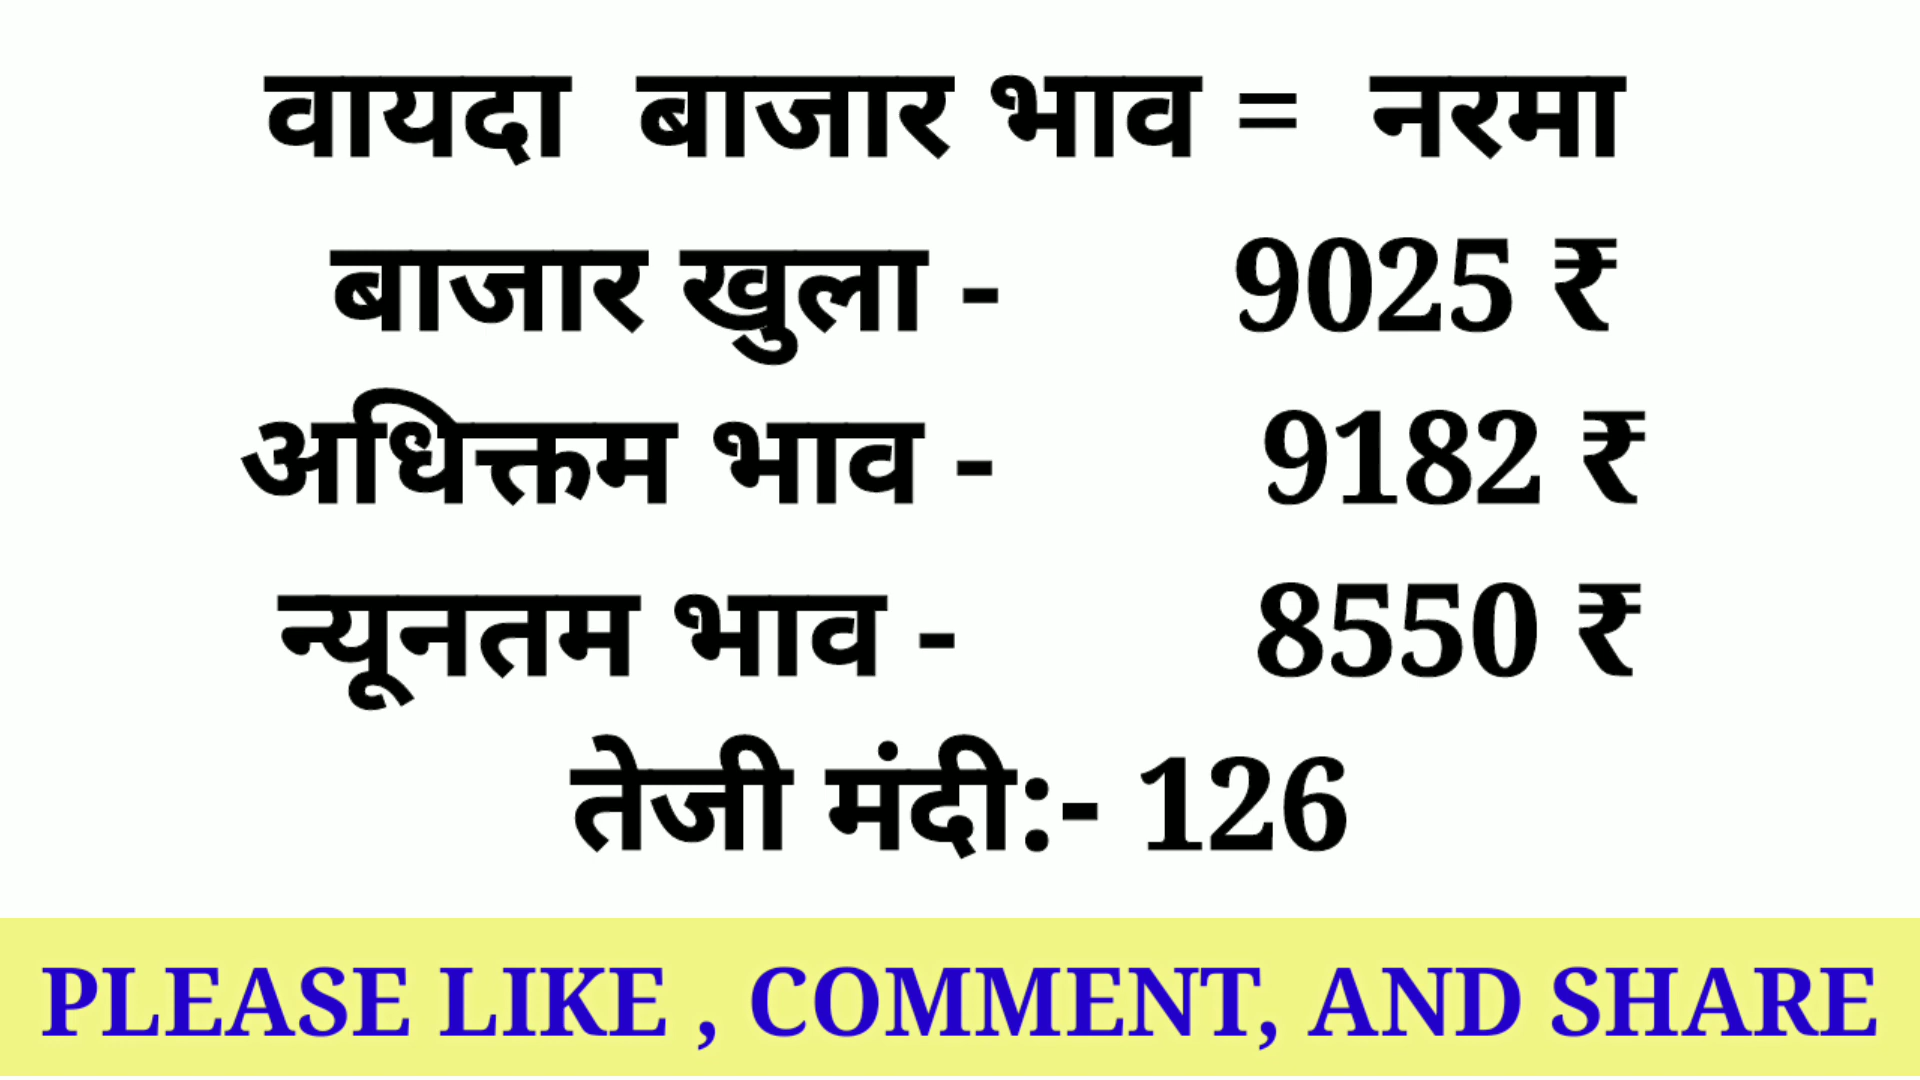 वायदा बाजार भाव = नरमा
बाजार खुला - 9025 ₹
अधिक्तम भाव - 9182 ₹
न्यूनतम भाव - 8550 ₹
तेजी मंदी:- 126
PLEASE LIKE , COMMENT, AND SHARE